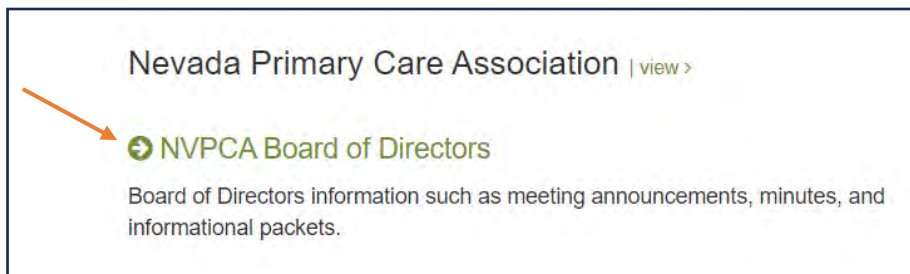 Nevada Primary Care Association | view >
NVPCA Board of Directors
Board of Directors information such as meeting announcements, minutes, and
informational packets.